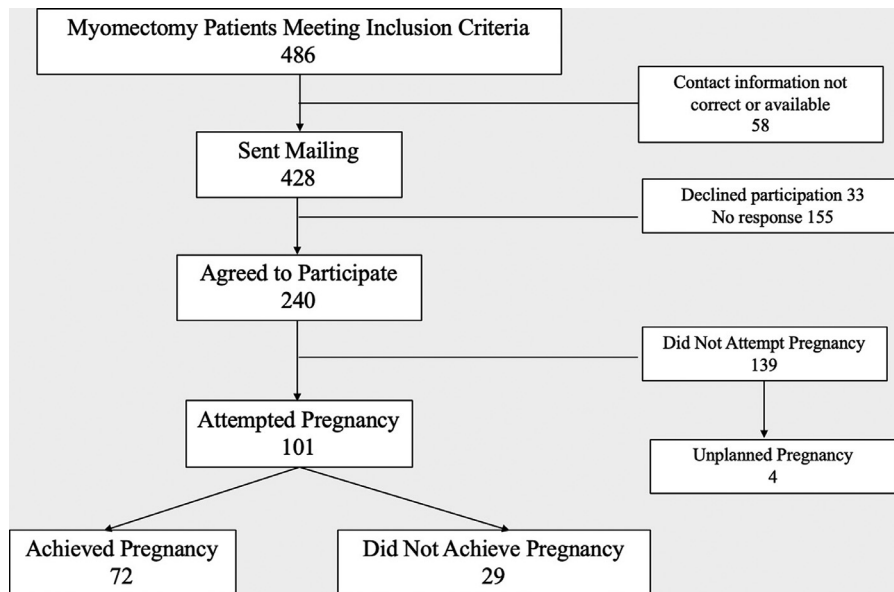 Myomectomy Patients Meeting Inclusion Criteria
486
Contact information not
correct or available
58
Sent Mailing
428
Declined participation 33
No response 155
Agreed to Participate
240
Did Not Attempt Pregnancy
139
Attempted Pregnancy
101
Unplanned Pregnancy
4
Achieved Pregnancy
72
Did Not Achieve Pregnancy
29